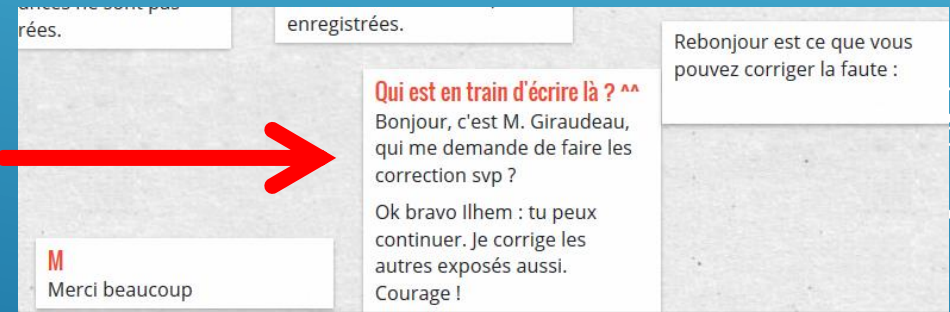 rées.
enregistrées.
Rebonjour est ce que vous
pouvez corriger la faute :
Qui est en train d'écrire là ? ^^
Bonjour, c'est M. Giraudeau,
qui me demande de faire les
correction svp ?
Ok bravo Ilhem : tu peux
continuer. Je corrige les
autres exposés aussi.
Courage !
M
Merci beaucoup